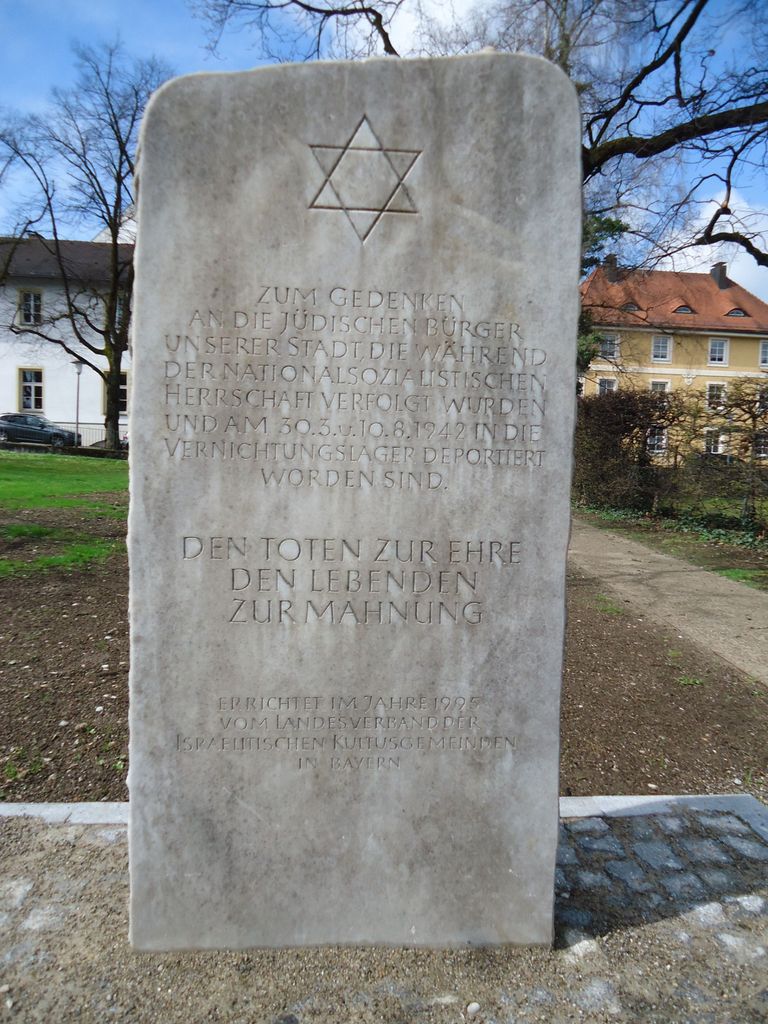 ZUM GEDENKEN
AN DIE JÜDISCHEN BÜRGER
UNSERER STADT, DIE WÄHREND
DER NATIONALSOZIALISTISCHEN
HERRSCHAFT VERFOLGT WURDEN
UND AM 30.3.u.10.8.1942 IN DIE
VERNICHTUNGSLAGER DEPORTIERT
WORDEN SIND.
DEN TOTEN ZUR EHRE
DEN LEBENDEN
ZUR MAHNUNG
ERRICHTET IM JAHRE 1995
VOM LANDESVERBAND DER
ISRAELITISCHEN KULTUSGEMEINDEN
IN BAYERN